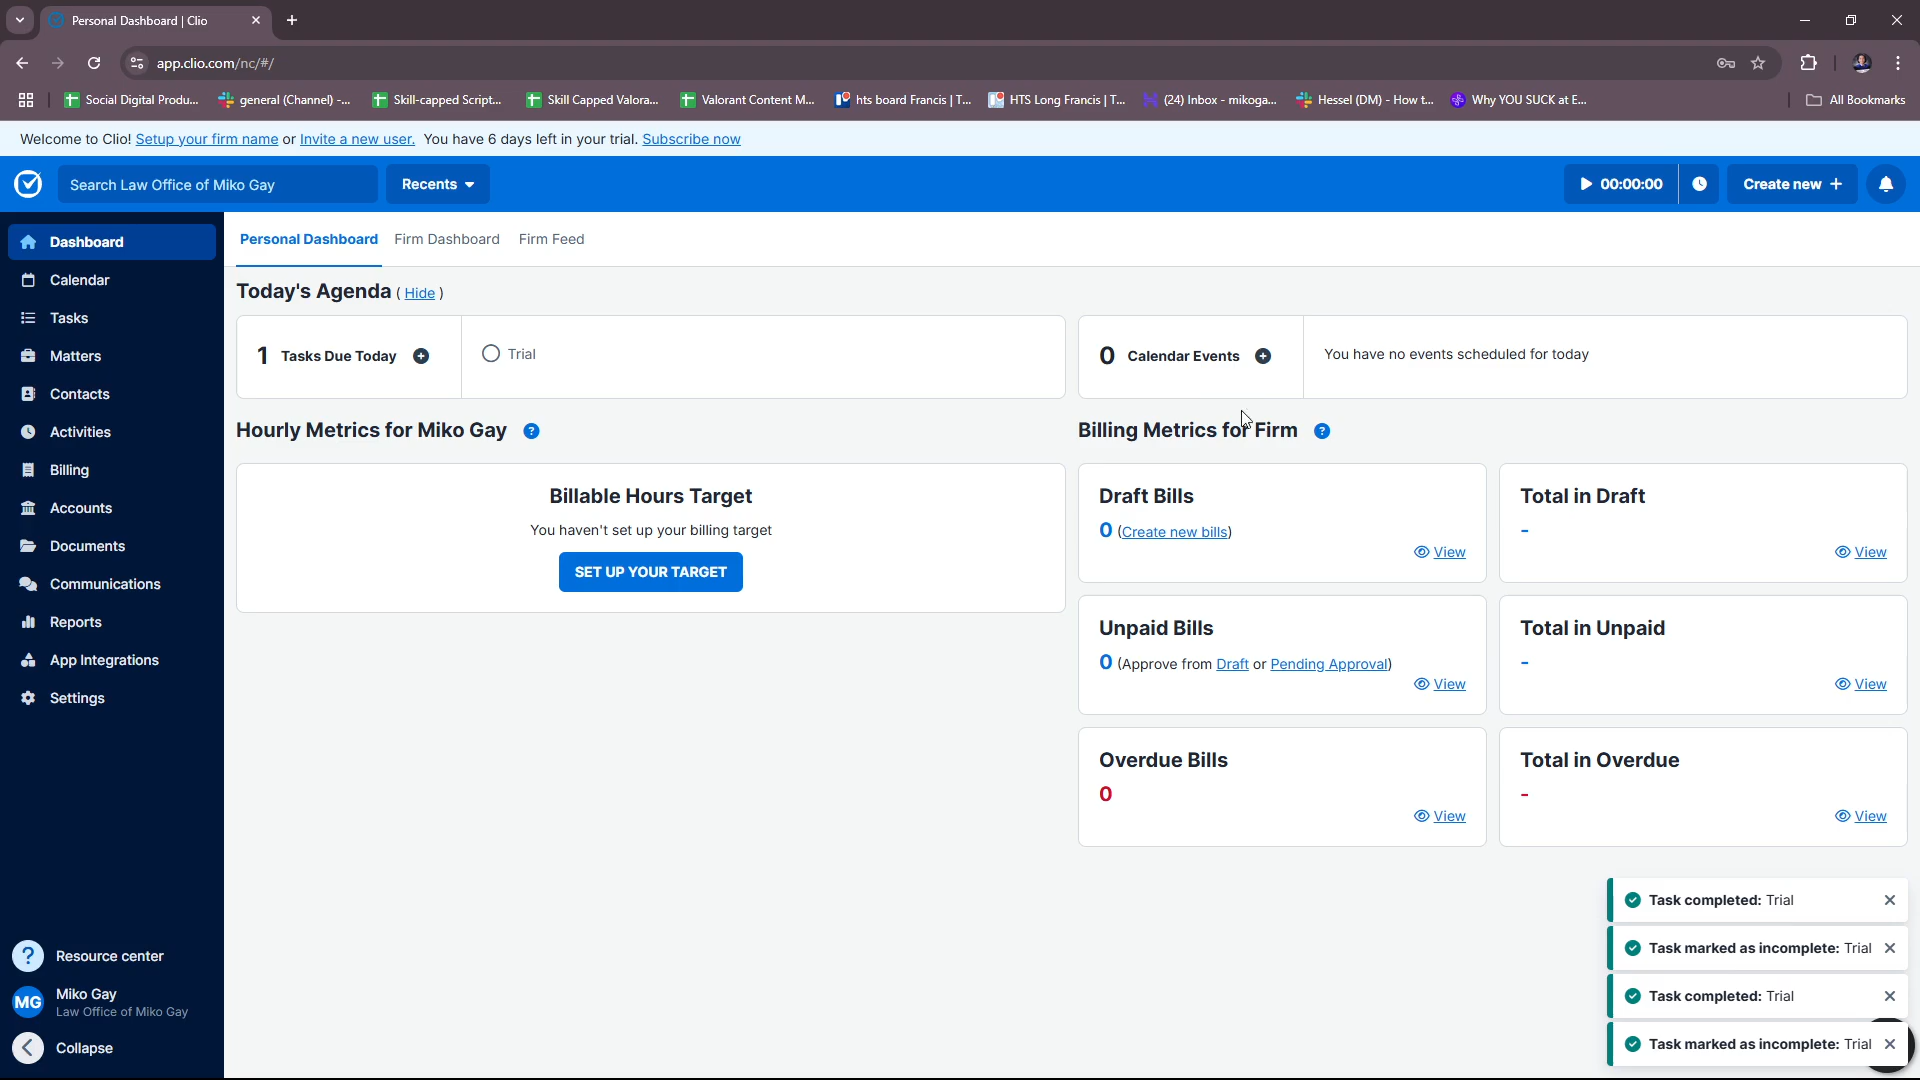 Personal Dashboard | Clio
app.clio.com/nc/#/
Social Digital Produ...
general (Channel) -...
Skill-capped Script...
Skill Capped Valora...
Valorant Content M...
hts board Francis | T...
HTS Long Francis | T...
(24) Inbox - mikoga...
Hessel (DM) - How t...
Why YOU SUCK at E...
All Bookmarks
Welcome to Clio! Setup your firm name or Invite a new user. You have 6 days left in your trial. Subscribe now
Search Law Office of Miko Gay
Recents
00:00:00
Create new
Dashboard
Calendar
Tasks
Matters
Contacts
Activities
Billing
Accounts
Documents
Communications
Reports
App Integrations
Settings
Resource center
MG
Miko Gay
Law Office of Miko Gay
Collapse
Personal Dashboard
Firm Dashboard
Firm Feed
Today's Agenda ( Hide )
1 Tasks Due Today
Trial
0 Calendar Events
You have no events scheduled for today
Hourly Metrics for Miko Gay ?
Billable Hours Target
You haven't set up your billing target
SET UP YOUR TARGET
Billing Metrics for Firm ?
Draft Bills
0 (Create new bills)
View
Total in Draft
-
View
Unpaid Bills
0 (Approve from Draft or Pending Approval)
View
Total in Unpaid
-
View
Overdue Bills
0
View
Total in Overdue
-
View
Task completed: Trial
Task marked as incomplete: Trial
Task completed: Trial
Task marked as incomplete: Trial